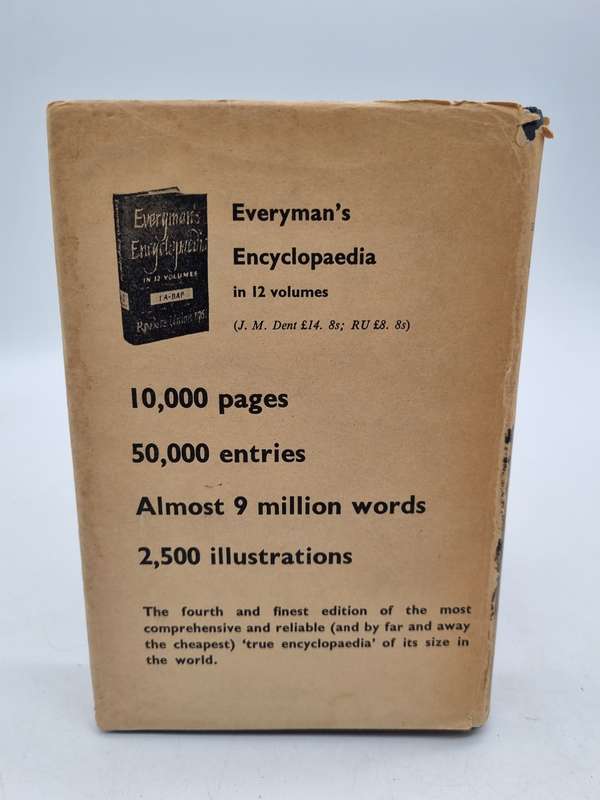 Everyman's
Encyclopaedia
IN 12 VOLUMES
1 A-BAP
Everyman's
Encyclopaedia
in 12 volumes
(J. M. Dent £14. 8s; RU £8. 8s)
10,000 pages
50,000 entries
Almost 9 million words
2,500 illustrations
The fourth and finest edition of the most
comprehensive and reliable (and by far and away
the cheapest) 'true encyclopaedia' of its size in
the world.